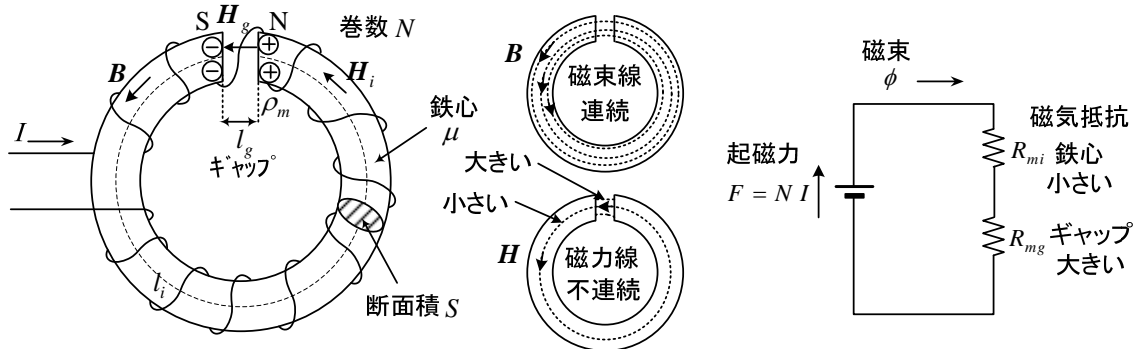 S H_g N
巻数 N
⊖ ⊕
⊖ ⊕
B
H_i
ρ_m
I
l_g
ギャップ
鉄心
μ
l_i
断面積 S
B
磁束線
連続
大きい
小さい
H
磁力線
不連続
磁束
φ
起磁力
F = N I
磁気抵抗
R_mi 鉄心
小さい
R_mg ギャップ
大きい